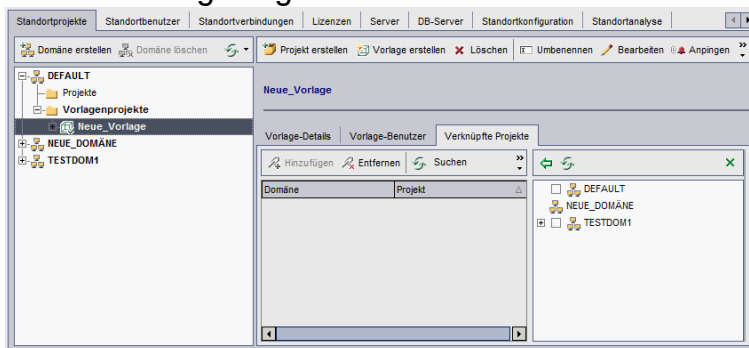 Standortprojekte Standortbenutzer Standortverbindungen Lizenzen Server DB-Server Standortkonfiguration Standortanalyse
Domäne erstellen Domäne löschen Projekt erstellen Vorlage erstellen Löschen Umbenennen Bearbeiten Anpingen
DEFAULT
Projekte
Vorlagenprojekte
Neue_Vorlage
NEUE_DOMÄNE
TESTDOM1
Neue_Vorlage
Vorlage-Details Vorlage-Benutzer Verknüpfte Projekte
Hinzufügen Entfernen Suchen
Domäne Projekt
DEFAULT
NEUE_DOMÄNE
TESTDOM1